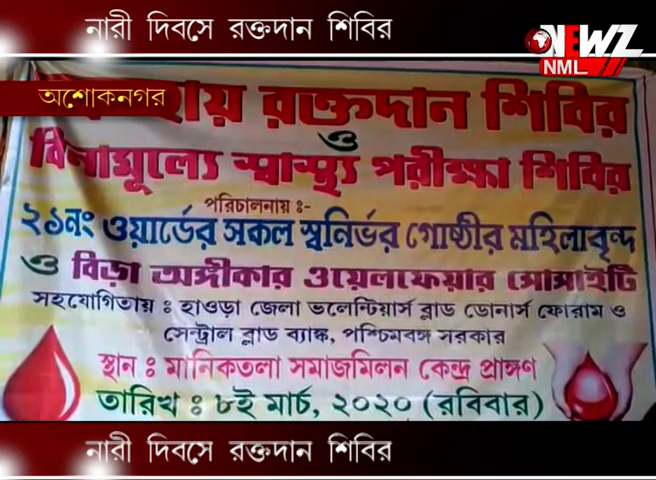 নারী দিবসে রক্তদান শিবির
NEWZ
NML
অশোকনগর
রক্তদান শিবির
ও
বিনামূল্যে স্বাস্থ্য পরীক্ষা শিবির
পরিচালনায় ঃ-
২১নং ওয়ার্ডের সকল স্বনির্ভর গোষ্ঠীর মহিলাবৃন্দ
ও বিড়া অঙ্গীকার ওয়েলফেয়ার সোসাইটি
সহযোগিতায় ঃ হাওড়া জেলা ভলেন্টিয়ার্স ব্লাড ডোনার্স ফোরাম ও
সেন্ট্রাল ব্লাড ব্যাঙ্ক, পশ্চিমবঙ্গ সরকার
স্থান ঃ মানিকতলা সমাজমিলন কেন্দ্র প্রাঙ্গণ
তারিখ ঃ ৮ই মার্চ, ২০২০ (রবিবার)
নারী দিবসে রক্তদান শিবির